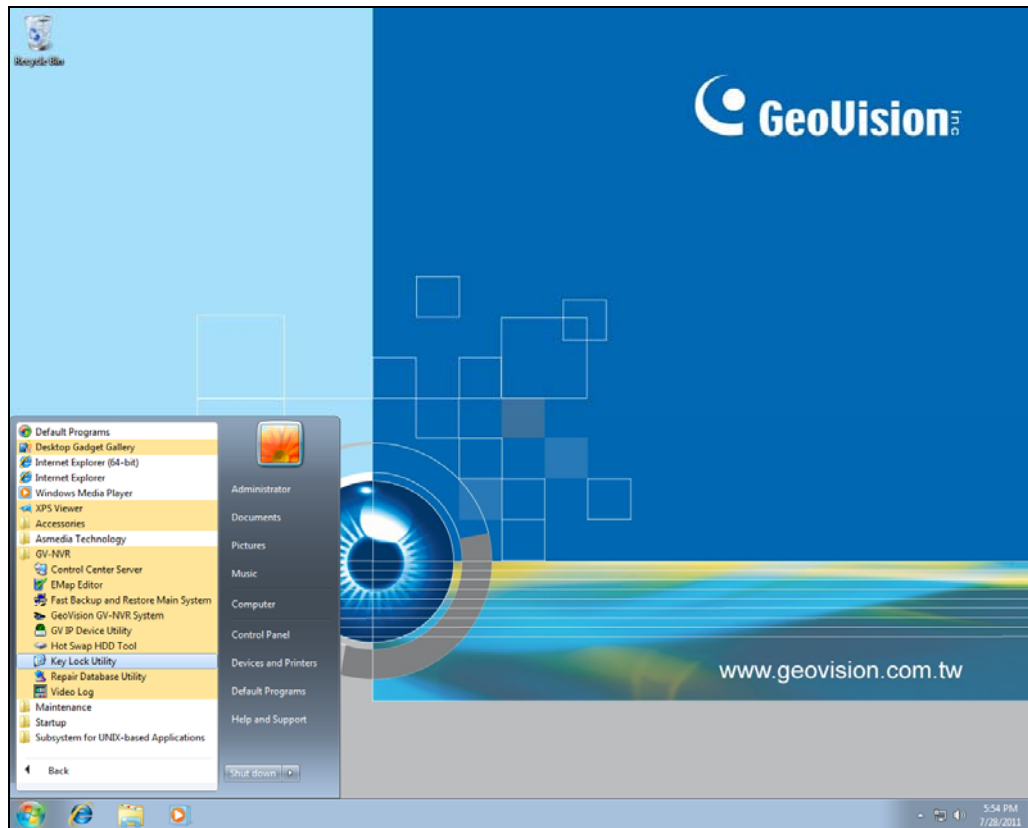 Recycle Bin
GeoVision inc
Default Programs
Desktop Gadget Gallery
Internet Explorer (64-bit)
Internet Explorer
Windows Media Player
XPS Viewer
Accessories
Asmedia Technology
GV-NVR
Control Center Server
EMap Editor
Fast Backup and Restore Main System
GeoVision GV-NVR System
GV IP Device Utility
Hot Swap HDD Tool
Key Lock Utility
Repair Database Utility
Video Log
Maintenance
Startup
Subsystem for UNIX-based Applications
Back
Administrator
Documents
Pictures
Music
Computer
Control Panel
Devices and Printers
Default Programs
Help and Support
Shut down
www.geovision.com.tw
5:54 PM
7/28/2011